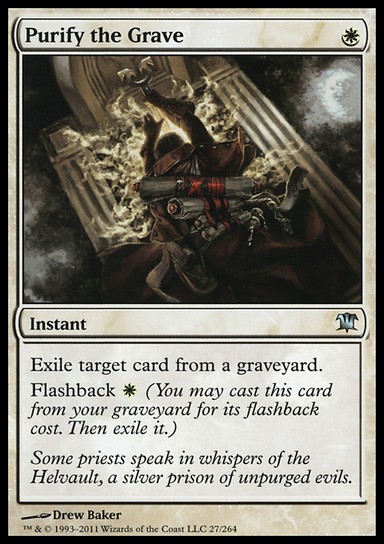 Purify the Grave
Instant
Exile target card from a graveyard.
Flashback (You may cast this card
from your graveyard for its flashback
cost. Then exile it.)
Some priests speak in whispers of the
Helvault, a silver prison of unpurged evils.
Drew Baker
™ & © 1993–2011 Wizards of the Coast LLC 27/264